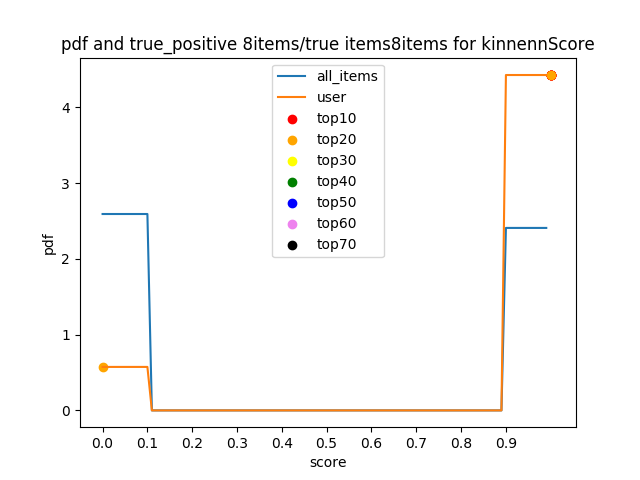 pdf and true_positive 8items/true items8items for kinnennScore
all_items
user
top10
top20
top30
top40
top50
top60
top70
pdf
4
3
2
1
0
0.0 0.1 0.2 0.3 0.4 0.5 0.6 0.7 0.8 0.9
score